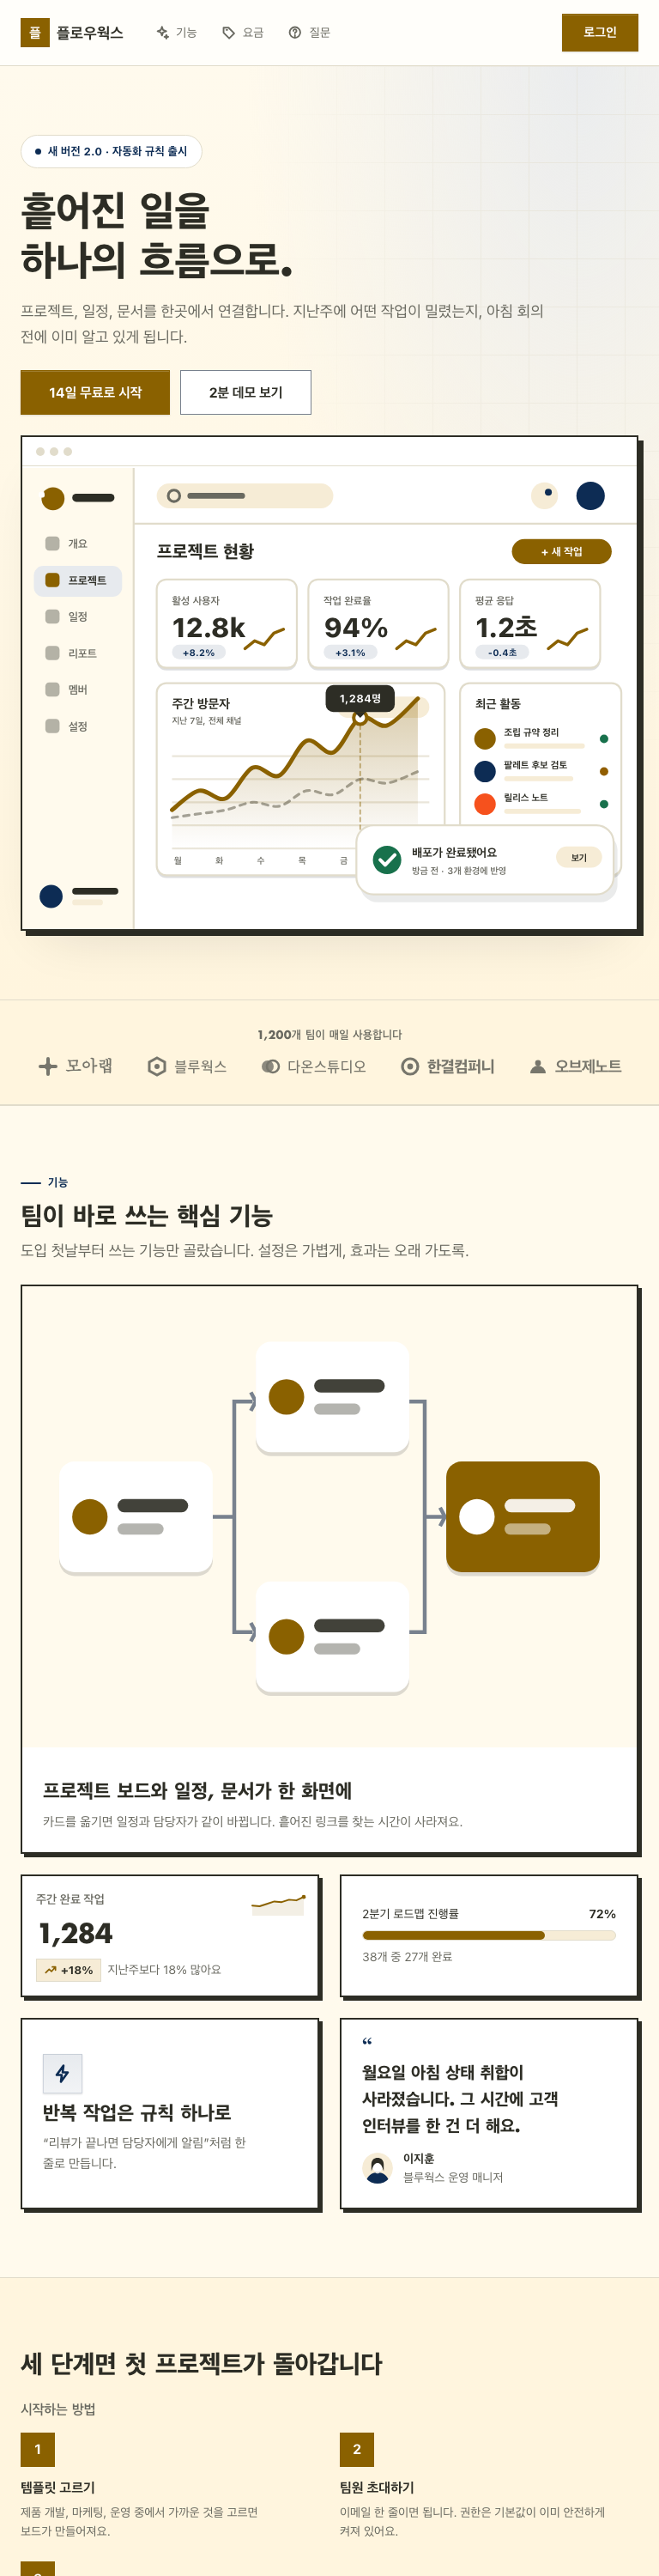 플 플로우웍스
기능
요금
질문
로그인
새 버전 2.0 · 자동화 규칙 출시
흩어진 일을
하나의 흐름으로.
프로젝트, 일정, 문서를 한곳에서 연결합니다. 지난주에 어떤 작업이 밀렸는지, 아침 회의
전에 이미 알고 있게 됩니다.
14일 무료로 시작
2분 데모 보기
개요
프로젝트
일정
리포트
멤버
설정
프로젝트 현황
+ 새 작업
활성 사용자
12.8k
+8.2%
작업 완료율
94%
+3.1%
평균 응답
1.2초
-0.4초
주간 방문자
지난 7일, 전체 채널
1,284명
월 화 수 목 금
최근 활동
조립 규약 정리
팔레트 후보 검토
릴리스 노트
배포가 완료됐어요
방금 전 · 3개 환경에 반영
보기
1,200개 팀이 매일 사용합니다
모아랩
블루웍스
다온스튜디오
한결컴퍼니
오브제노트
기능
팀이 바로 쓰는 핵심 기능
도입 첫날부터 쓰는 기능만 골랐습니다. 설정은 가볍게, 효과는 오래 가도록.
프로젝트 보드와 일정, 문서가 한 화면에
카드를 옮기면 일정과 담당자가 같이 바뀝니다. 흩어진 링크를 찾는 시간이 사라져요.
주간 완료 작업
1,284
+18%
지난주보다 18% 많아요
2분기 로드맵 진행률
72%
38개 중 27개 완료
반복 작업은 규칙 하나로
“리뷰가 끝나면 담당자에게 알림”처럼 한
줄로 만듭니다.
“
월요일 아침 상태 취합이
사라졌습니다. 그 시간에 고객
인터뷰를 한 건 더 해요.
이지훈
블루웍스 운영 매니저
세 단계면 첫 프로젝트가 돌아갑니다
시작하는 방법
1
템플릿 고르기
제품 개발, 마케팅, 운영 중에서 가까운 것을 고르면
보드가 만들어져요.
2
팀원 초대하기
이메일 한 줄이면 됩니다. 권한은 기본값이 이미 안전하게
켜져 있어요.